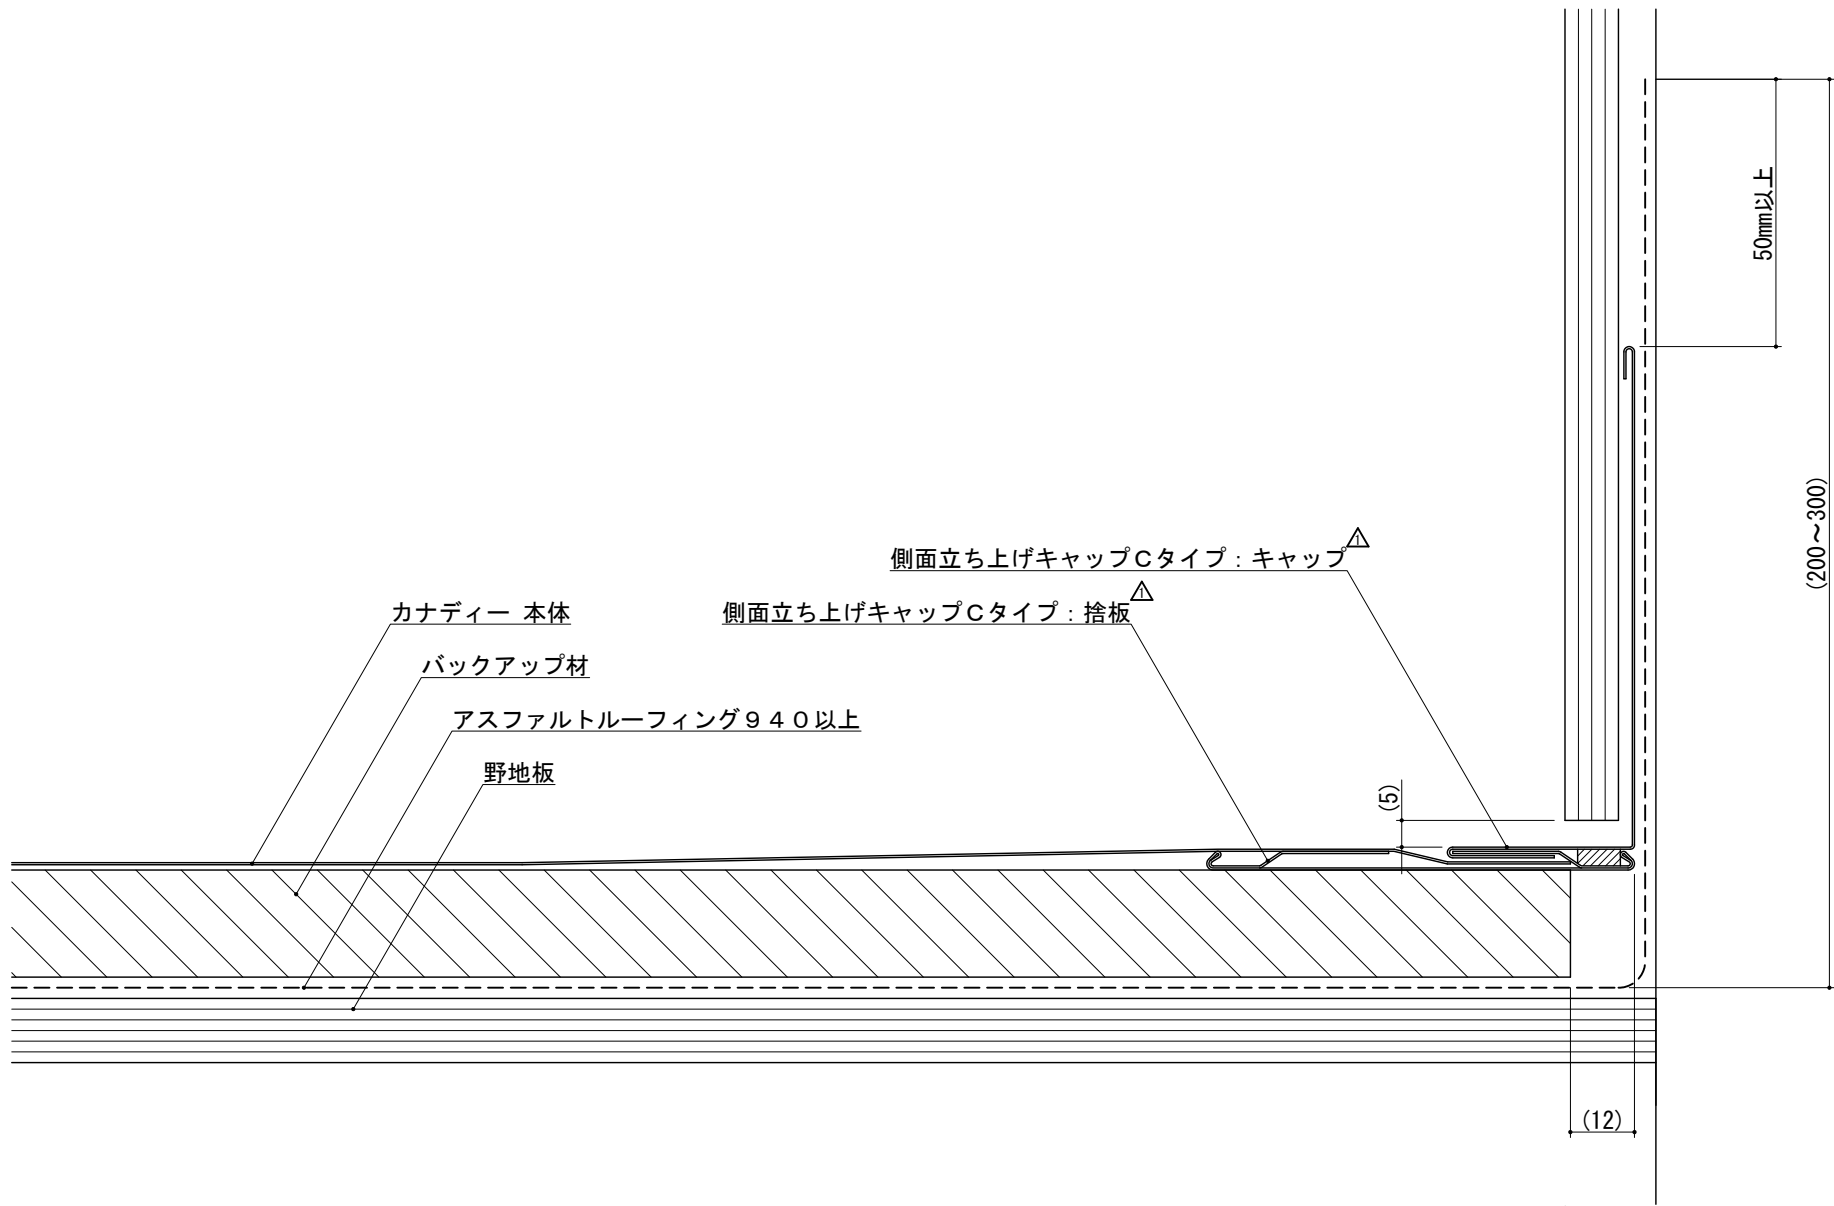 50mm以上
(200～300)
側面立ち上げキャップＣタイプ：キャップ
1
側面立ち上げキャップＣタイプ：捨板
1
カナディー 本体
バックアップ材
アスファルトルーフィング９４０以上
野地板
(5)
(12)